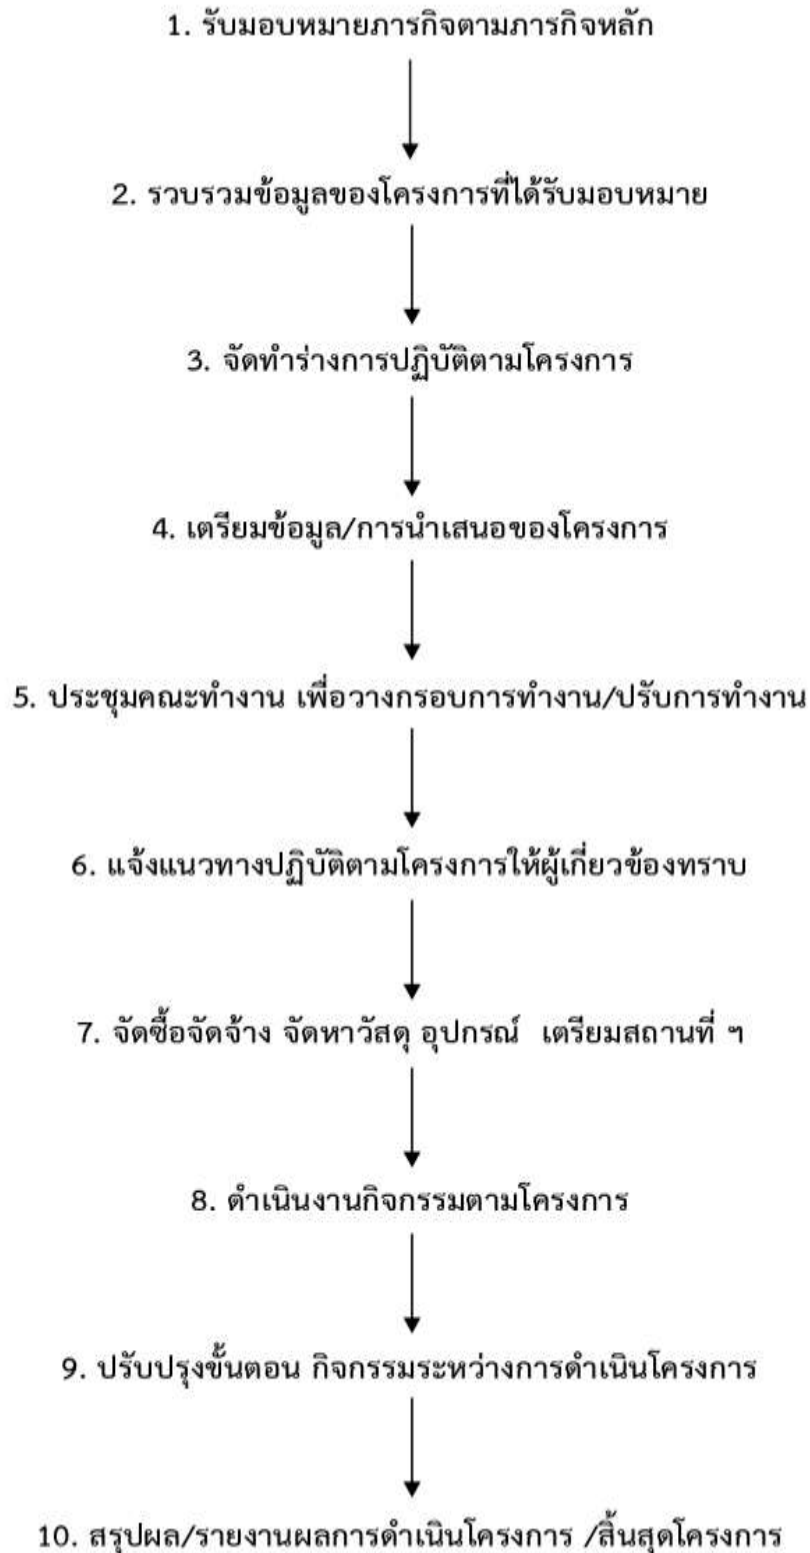 1. รับมอบหมายภารกิจตามภารกิจหลัก
2. รวบรวมข้อมูลของโครงการที่ได้รับมอบหมาย
3. จัดทำร่างการปฏิบัติตามโครงการ
4. เตรียมข้อมูล/การนำเสนอของโครงการ
5. ประชุมคณะทำงาน เพื่อวางกรอบการทำงาน/ปรับการทำงาน
6. แจ้งแนวทางปฏิบัติตามโครงการให้ผู้เกี่ยวข้องทราบ
7. จัดซื้อจัดจ้าง จัดหาวัสดุ อุปกรณ์  เตรียมสถานที่ ฯ
8. ดำเนินงานกิจกรรมตามโครงการ
9. ปรับปรุงขั้นตอน กิจกรรมระหว่างการดำเนินโครงการ
10. สรุปผล/รายงานผลการดำเนินโครงการ /สิ้นสุดโครงการ